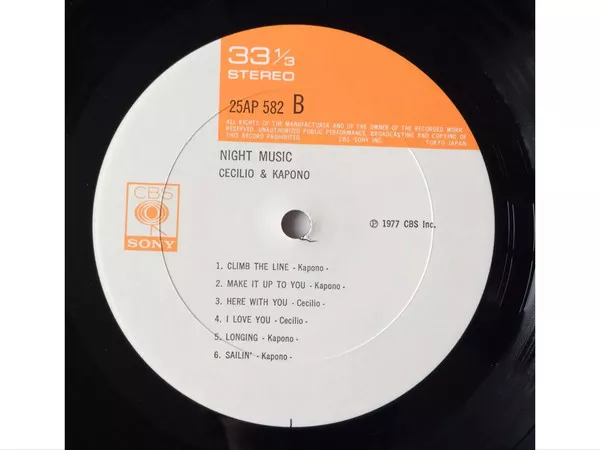 33 1/3
STEREO
25AP 582 B
ALL RIGHTS OF THE MANUFACTURER AND OF THE OWNER OF THE RECORDED WORK
RESERVED. UNAUTHORIZED PUBLIC PERFORMANCE, BROADCASTING AND COPYING OF
THIS RECORD PROHIBITED CBS/SONY INC. TOKYO JAPAN
NIGHT MUSIC
CECILIO & KAPONO
CBS
SONY
Ⓟ 1977 CBS Inc.
1. CLIMB THE LINE - Kapono -
2. MAKE IT UP TO YOU - Kapono -
3. HERE WITH YOU - Cecilio -
4. I LOVE YOU - Cecilio -
5. LONGING - Kapono -
6. SAILIN' - Kapono -